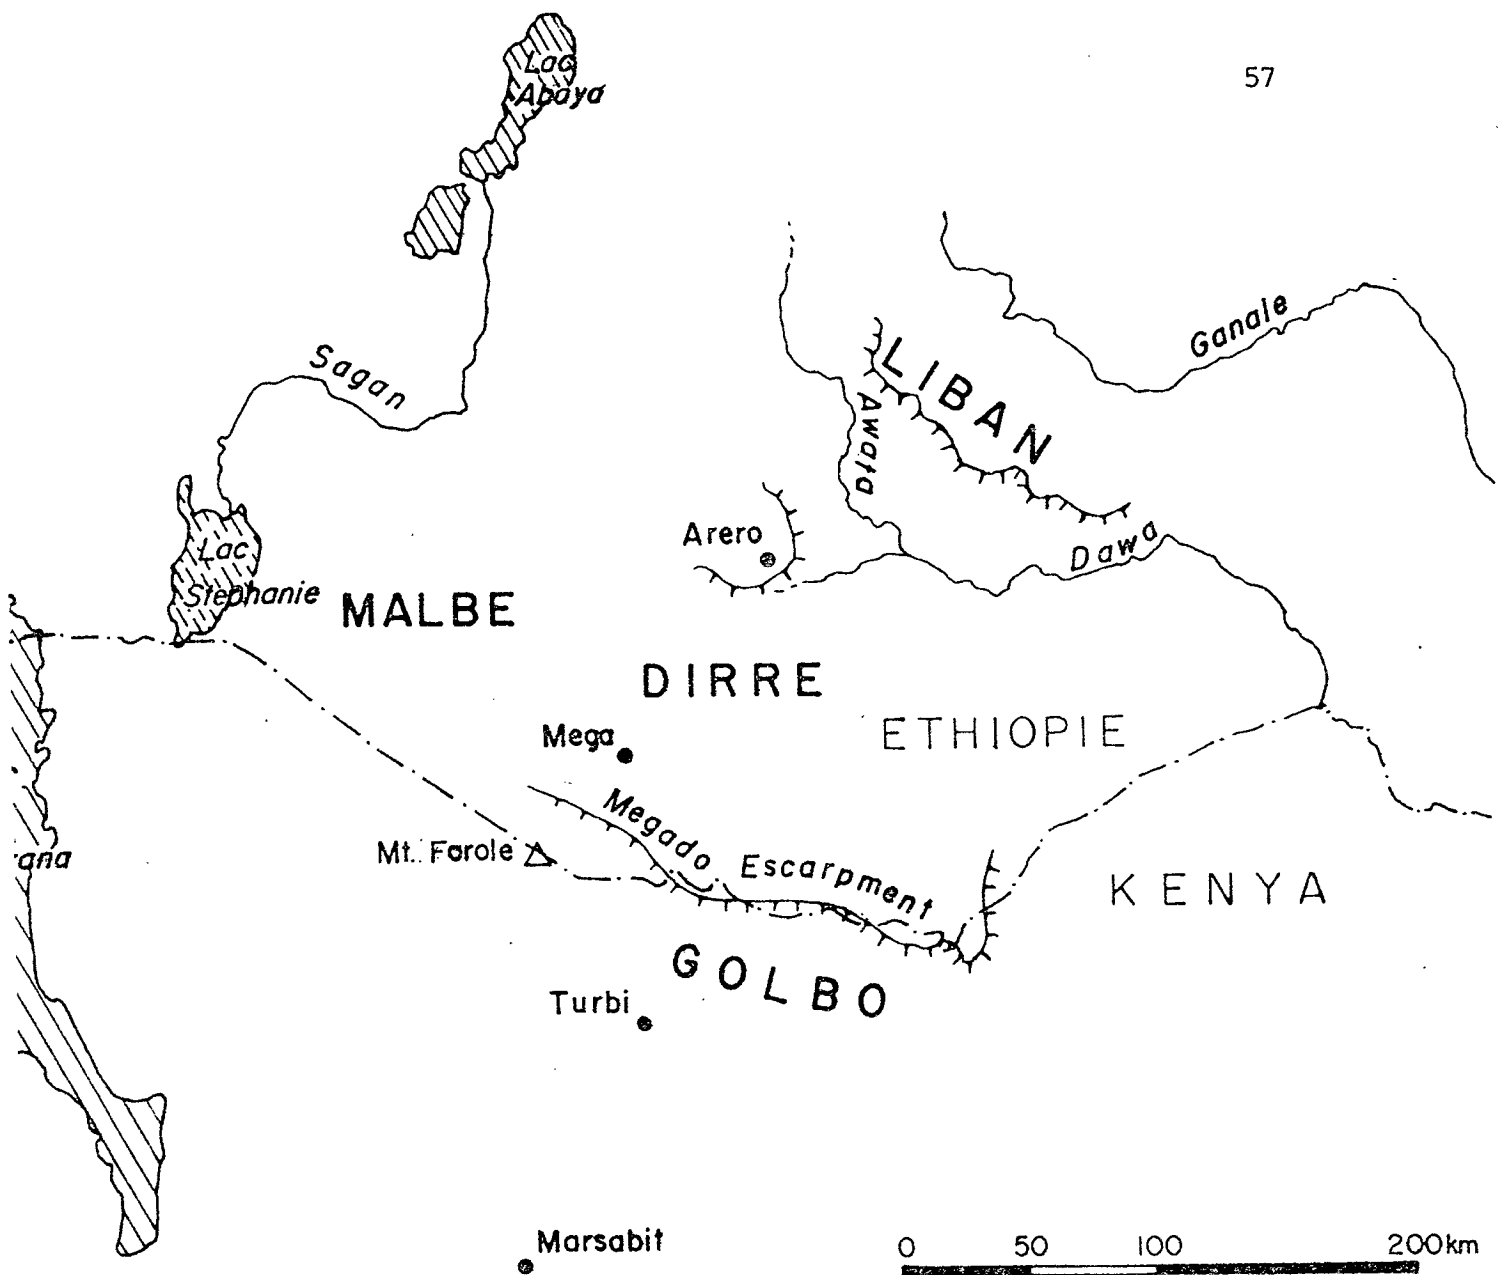 57
Lac
Abaya
Ganale
Sagan
LIBAN
Awata
Arero
Dawa
Lac
Stephanie
MALBE
DIRRE
ETHIOPIE
Mega
Megado Escarpment
Mt. Forole
rana
KENYA
GOLBO
Turbi
Marsabit
0 50 100 200km